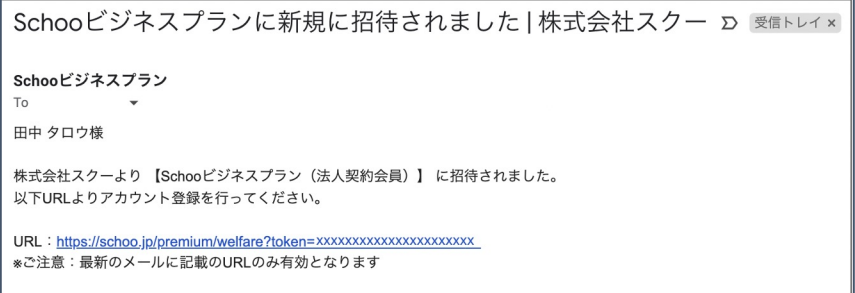 Schooビジネスプランに新規に招待されました | 株式会社スクー 受信トレイ ×
Schooビジネスプラン
To
田中 タロウ様
株式会社スクーより 【Schooビジネスプラン（法人契約会員）】 に招待されました。
以下URLよりアカウント登録を行ってください。
URL：https://schoo.jp/premium/welfare?token=xxxxxxxxxxxxxxxxxxxxxx
※ご注意：最新のメールに記載のURLのみ有効となります